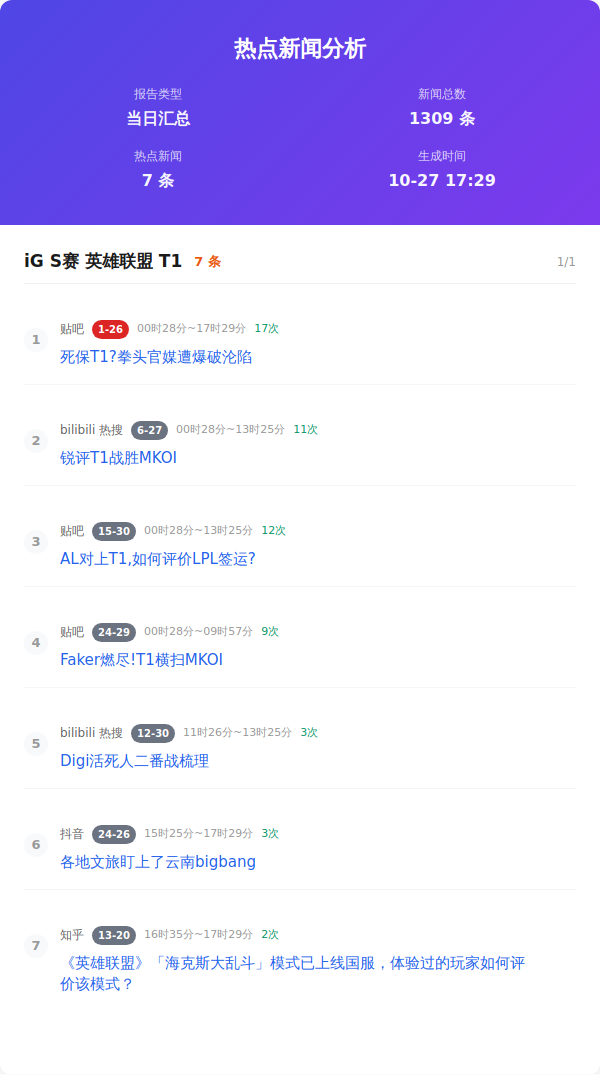 热点新闻分析
报告类型
新闻总数
当日汇总
1309 条
热点新闻
生成时间
7 条
10-27 17:29
iG S赛 英雄联盟 T1 7 条 1/1
1
贴吧 1-26 00时28分~17时29分 17次
死保T1?拳头官媒遭爆破沦陷
2
bilibili 热搜 6-27 00时28分~13时25分 11次
锐评T1战胜MKOI
3
贴吧 15-30 00时28分~13时25分 12次
AL对上T1,如何评价LPL签运?
4
贴吧 24-29 00时28分~09时57分 9次
Faker燃尽!T1横扫MKOI
5
bilibili 热搜 12-30 11时26分~13时25分 3次
Digi活死人二番战梳理
6
抖音 24-26 15时25分~17时29分 3次
各地文旅盯上了云南bigbang
7
知乎 13-20 16时35分~17时29分 2次
《英雄联盟》「海克斯大乱斗」模式已上线国服，体验过的玩家如何评
价该模式？